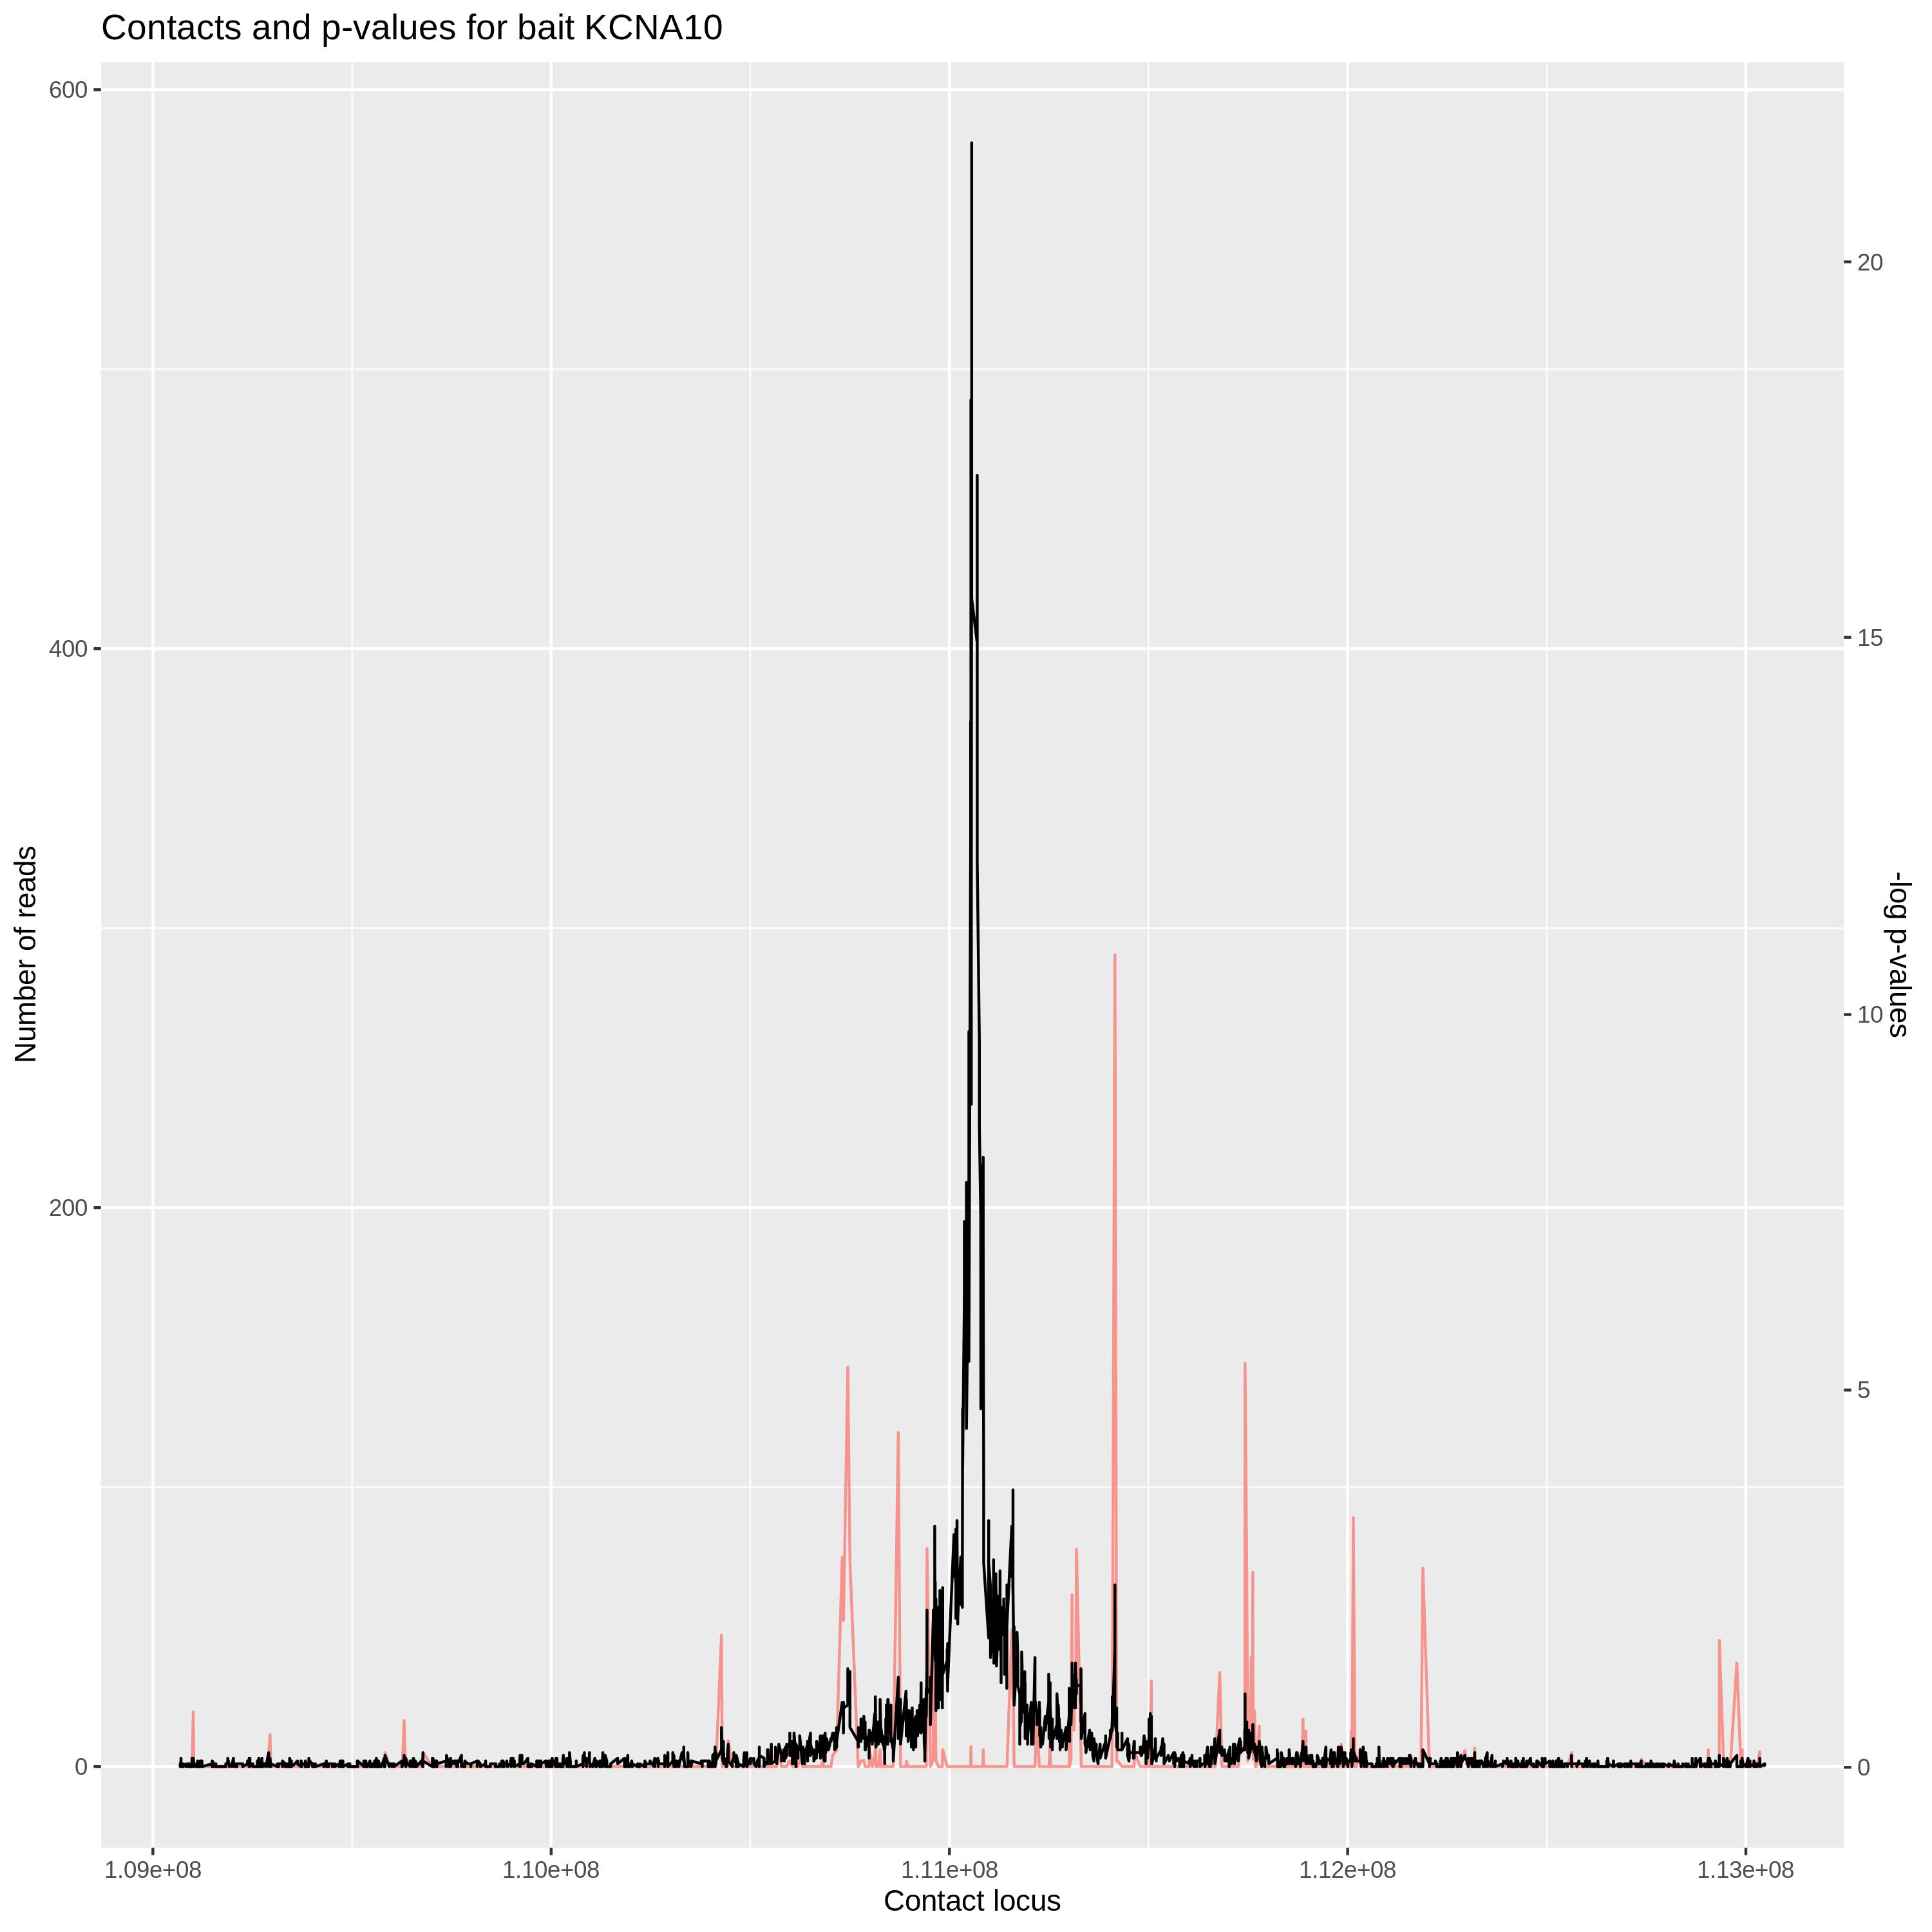 Contacts and p-values for bait KCNA10
600
400
200
0
Number of reads
20
15
10
5
0
-log p-values
1.09e+08
1.10e+08
1.11e+08
1.12e+08
1.13e+08
Contact locus